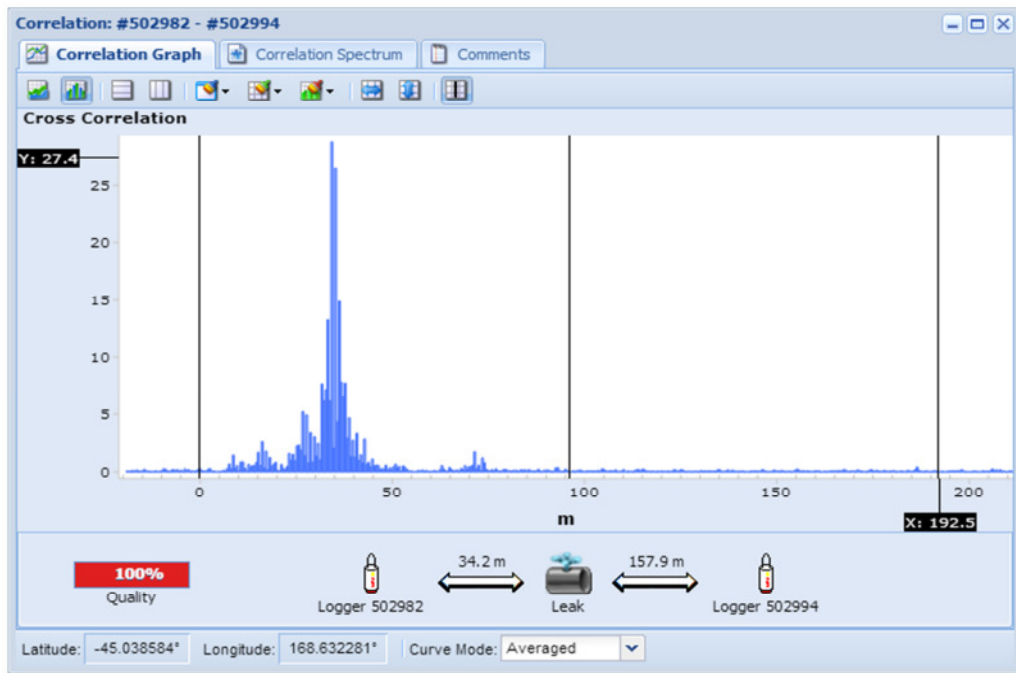 Correlation: #502982 - #502994
Correlation Graph Correlation Spectrum Comments
Cross Correlation
Y: 27.4
25
20
15
10
5
0
0 50 100 150 200
m
X: 192.5
100%
Quality
34.2 m 157.9 m
Logger 502982 Leak Logger 502994
Latitude: -45.038584° Longitude: 168.632281° Curve Mode: Averaged